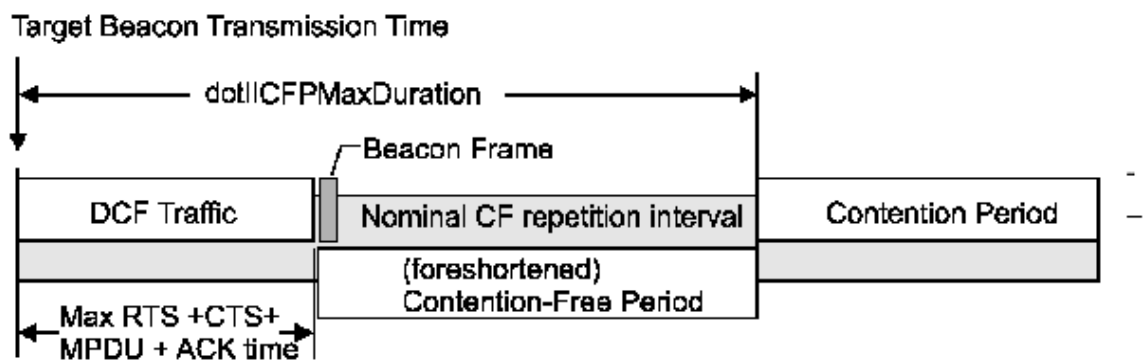 Target Beacon Transmission Time
dotIICFPMaxDuration
Beacon Frame
DCF Traffic
Nominal CF repetition interval
Contention Period
(foreshortened)
Contention-Free Period
Max RTS +CTS+
MPDU + ACK time